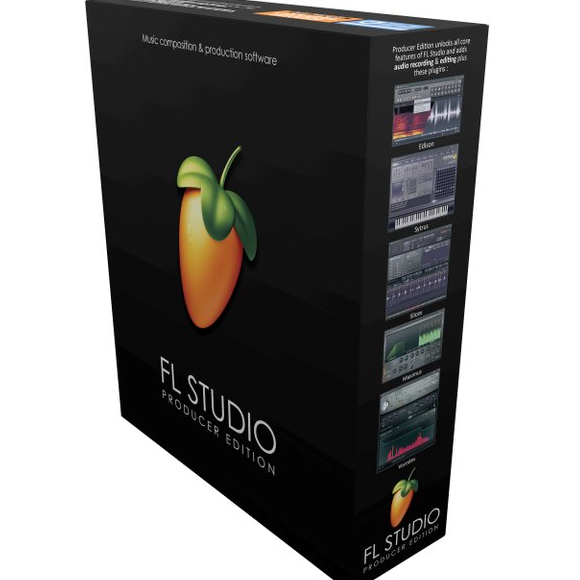 Music composition & production software
FL STUDIO
PRODUCER EDITION
Producer Edition unlocks all core
features of FL Studio and adds
audio recording & editing plus
these plugins :
Edison
Sytrus
Slicex
Maximus
Vocodex
FL STUDIO
PRODUCER EDITION